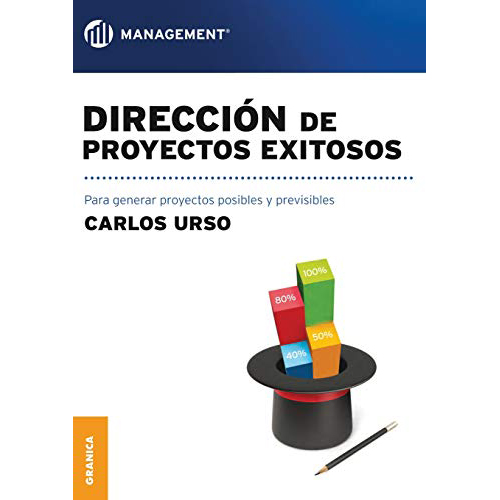 MANAGEMENT®
DIRECCIÓN DE
PROYECTOS EXITOSOS
Para generar proyectos posibles y previsibles
CARLOS URSO
100%
80%
50%
40%
GRANICA